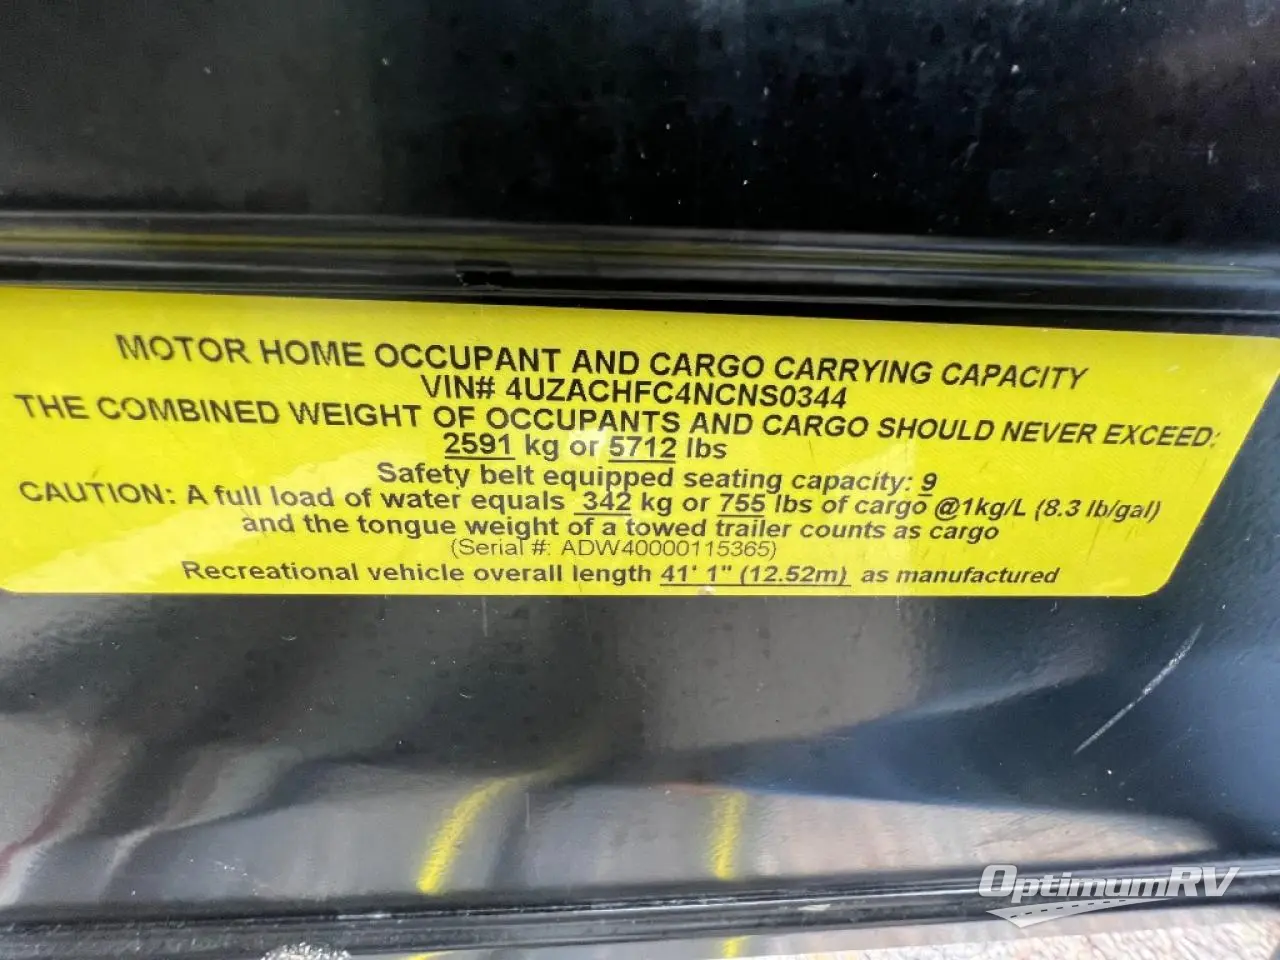 MOTOR HOME OCCUPANT AND CARGO CARRYING CAPACITY
VIN# 4UZACHFC4NCNS0344
THE COMBINED WEIGHT OF OCCUPANTS AND CARGO SHOULD NEVER EXCEED:
2591 kg or 5712 lbs
Safety belt equipped seating capacity: 9
CAUTION: A full load of water equals 342 kg or 755 lbs of cargo @1kg/L (8.3 lb/gal)
and the tongue weight of a towed trailer counts as cargo
(Serial #: ADW40000115365)
Recreational vehicle overall length 41' 1" (12.52m) as manufactured
OptimumRV